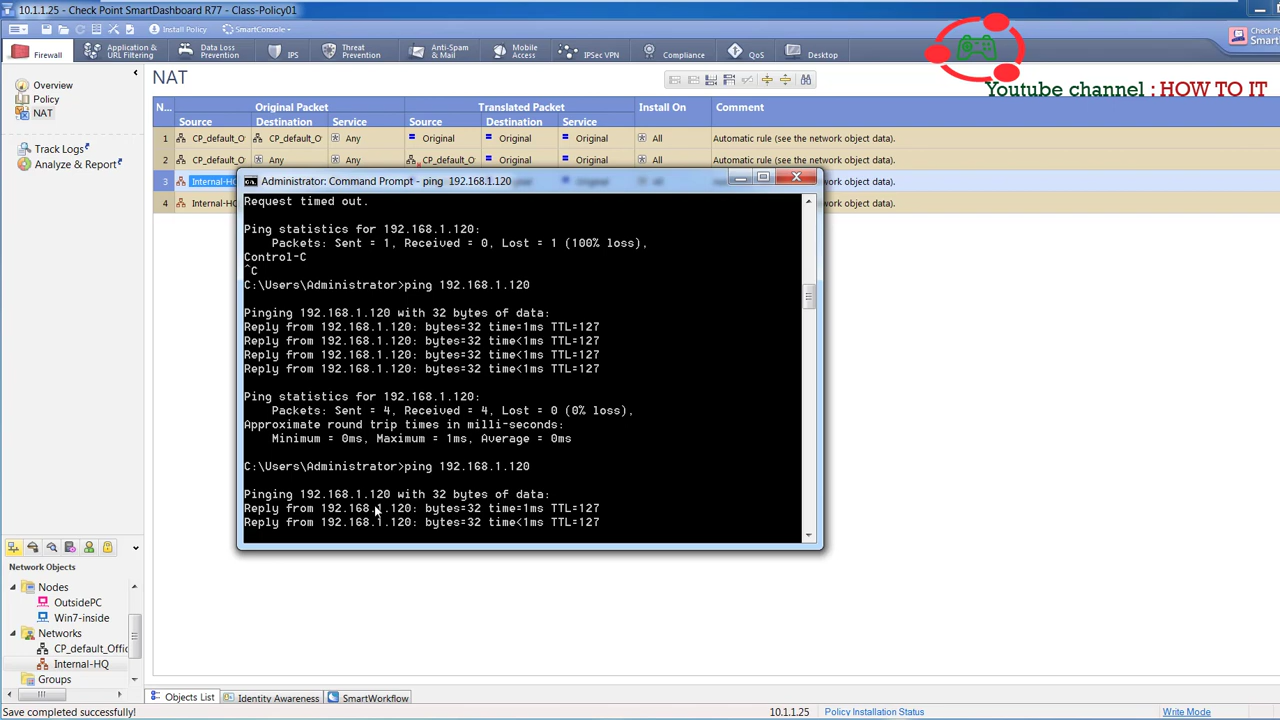 10.1.1.25 - Check Point SmartDashboard R77 - Class-Policy01
Install Policy
SmartConsole
Firewall
Application & URL Filtering
Data Loss Prevention
IPS
Threat Prevention
Anti-Spam & Mail
Mobile Access
IPSec VPN
Compliance
QoS
Desktop
Check Po
Smart
Youtube channel : HOW TO IT
Overview
Policy
NAT
Track Logs
Analyze & Report
NAT
N... Original Packet Translated Packet Install On Comment
Source Destination Service Source Destination Service
1 CP_default_O CP_default_O Any Original Original Original All Automatic rule (see the network object data).
2 CP_default_O Any Any CP_default_O Original Original All Automatic rule (see the network object data).
3 Internal-HQ work object data).
4 Internal-HQ work object data).
Administrator: Command Prompt - ping 192.168.1.120
Request timed out.
Ping statistics for 192.168.1.120:
Packets: Sent = 1, Received = 0, Lost = 1 (100% loss),
Control-C
^C
C:\Users\Administrator>ping 192.168.1.120
Pinging 192.168.1.120 with 32 bytes of data:
Reply from 192.168.1.120: bytes=32 time=1ms TTL=127
Reply from 192.168.1.120: bytes=32 time<1ms TTL=127
Reply from 192.168.1.120: bytes=32 time<1ms TTL=127
Reply from 192.168.1.120: bytes=32 time<1ms TTL=127
Ping statistics for 192.168.1.120:
Packets: Sent = 4, Received = 4, Lost = 0 (0% loss),
Approximate round trip times in milli-seconds:
Minimum = 0ms, Maximum = 1ms, Average = 0ms
C:\Users\Administrator>ping 192.168.1.120
Pinging 192.168.1.120 with 32 bytes of data:
Reply from 192.168.1.120: bytes=32 time=1ms TTL=127
Reply from 192.168.1.120: bytes=32 time<1ms TTL=127
Network Objects
Nodes
OutsidePC
Win7-inside
Networks
CP_default_Offic
Internal-HQ
Groups
Objects List
Identity Awareness
SmartWorkflow
Save completed successfully!
10.1.1.25
Policy Installation Status
Write Mode